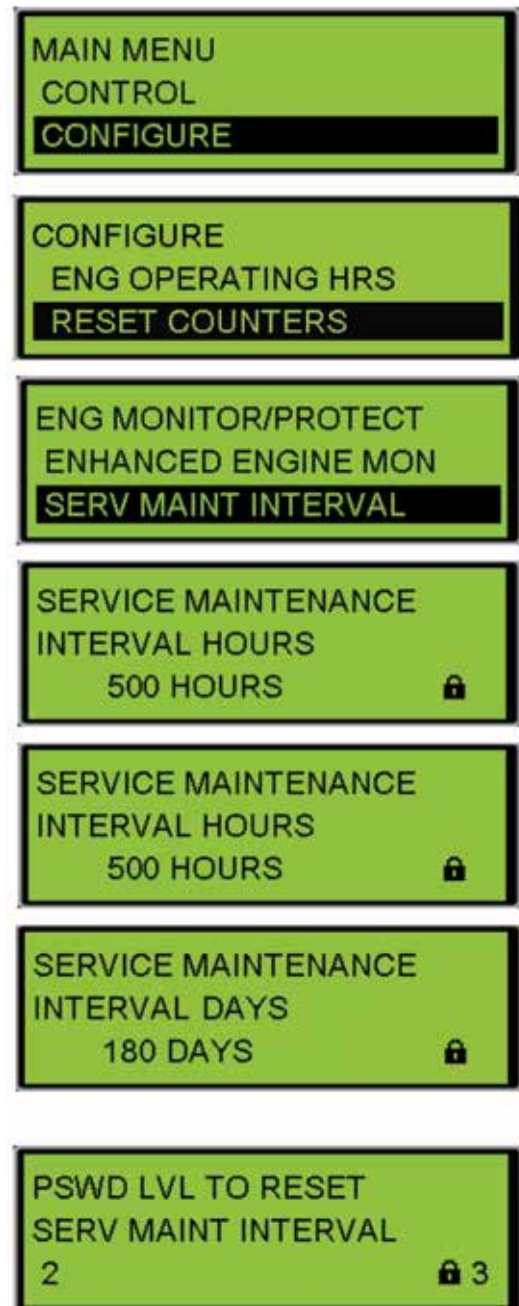 MAIN MENU
CONTROL
CONFIGURE
CONFIGURE
ENG OPERATING HRS
RESET COUNTERS
ENG MONITOR/PROTECT
ENHANCED ENGINE MON
SERV MAINT INTERVAL
SERVICE MAINTENANCE
INTERVAL HOURS
500 HOURS
SERVICE MAINTENANCE
INTERVAL HOURS
500 HOURS
SERVICE MAINTENANCE
INTERVAL DAYS
180 DAYS
PSWD LVL TO RESET
SERV MAINT INTERVAL
2 3